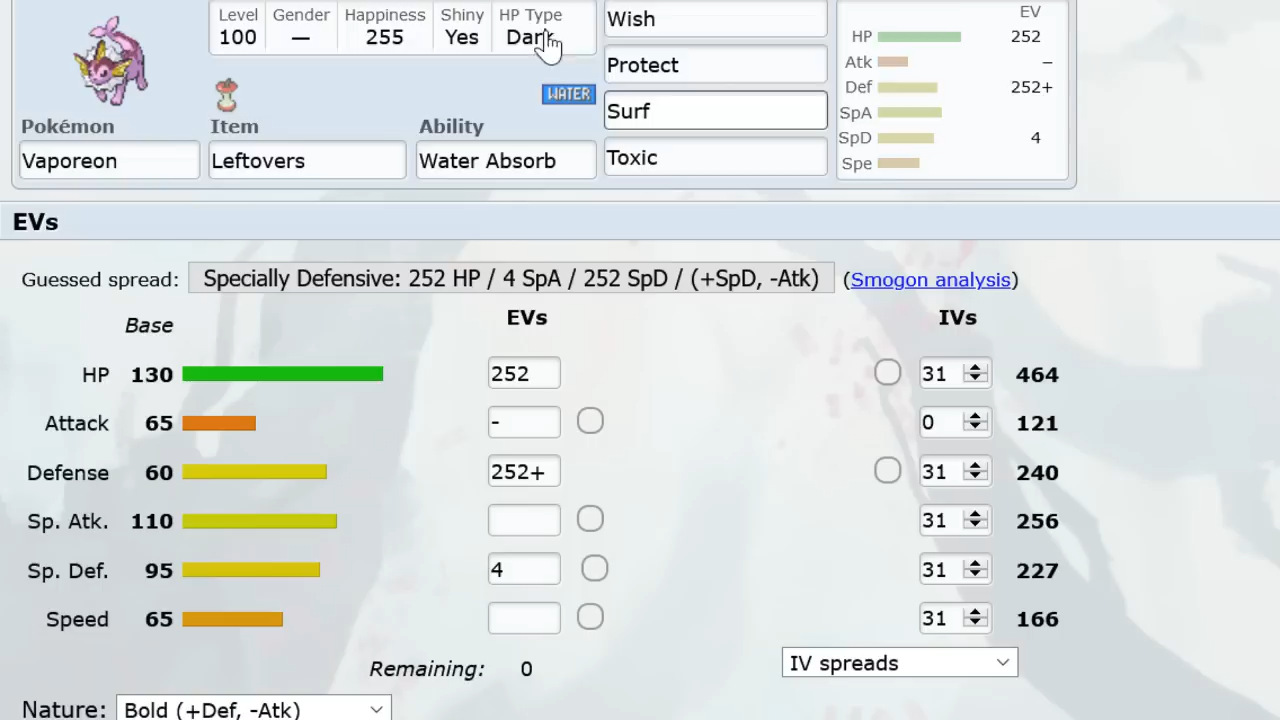 Level Gender Happiness Shiny HP Type
100 — 255 Yes Dark
WATER
Pokémon Item Ability
Vaporeon Leftovers Water Absorb
Wish
Protect
Surf
Toxic
EV
HP 252
Atk –
Def 252+
SpA
SpD 4
Spe
EVs
Guessed spread: Specially Defensive: 252 HP / 4 SpA / 252 SpD / (+SpD, -Atk) (Smogon analysis)
Base EVs IVs
HP 130 252 31 464
Attack 65 - 0 121
Defense 60 252+ 31 240
Sp. Atk. 110 31 256
Sp. Def. 95 4 31 227
Speed 65 31 166
Remaining: 0 IV spreads
Nature: Bold (+Def, -Atk)